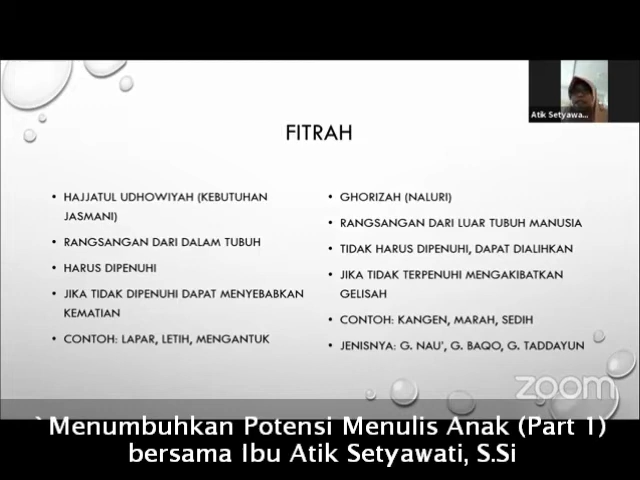 Atik Setyawa...
FITRAH
• HAJJATUL UDHOWIYAH (KEBUTUHAN
JASMANI)
• RANGSANGAN DARI DALAM TUBUH
• HARUS DIPENUHI
• JIKA TIDAK DIPENUHI DAPAT MENYEBABKAN
KEMATIAN
• CONTOH: LAPAR, LETIH, MENGANTUK
• GHORIZAH (NALURI)
• RANGSANGAN DARI LUAR TUBUH MANUSIA
• TIDAK HARUS DIPENUHI, DAPAT DIALIHKAN
• JIKA TIDAK TERPENUHI MENGAKIBATKAN
GELISAH
• CONTOH: KANGEN, MARAH, SEDIH
• JENISNYA: G. NAU', G. BAQO, G. TADDAYUN
zoom
`Menumbuhkan Potensi Menulis Anak (Part 1)
bersama Ibu Atik Setyawati, S.Si